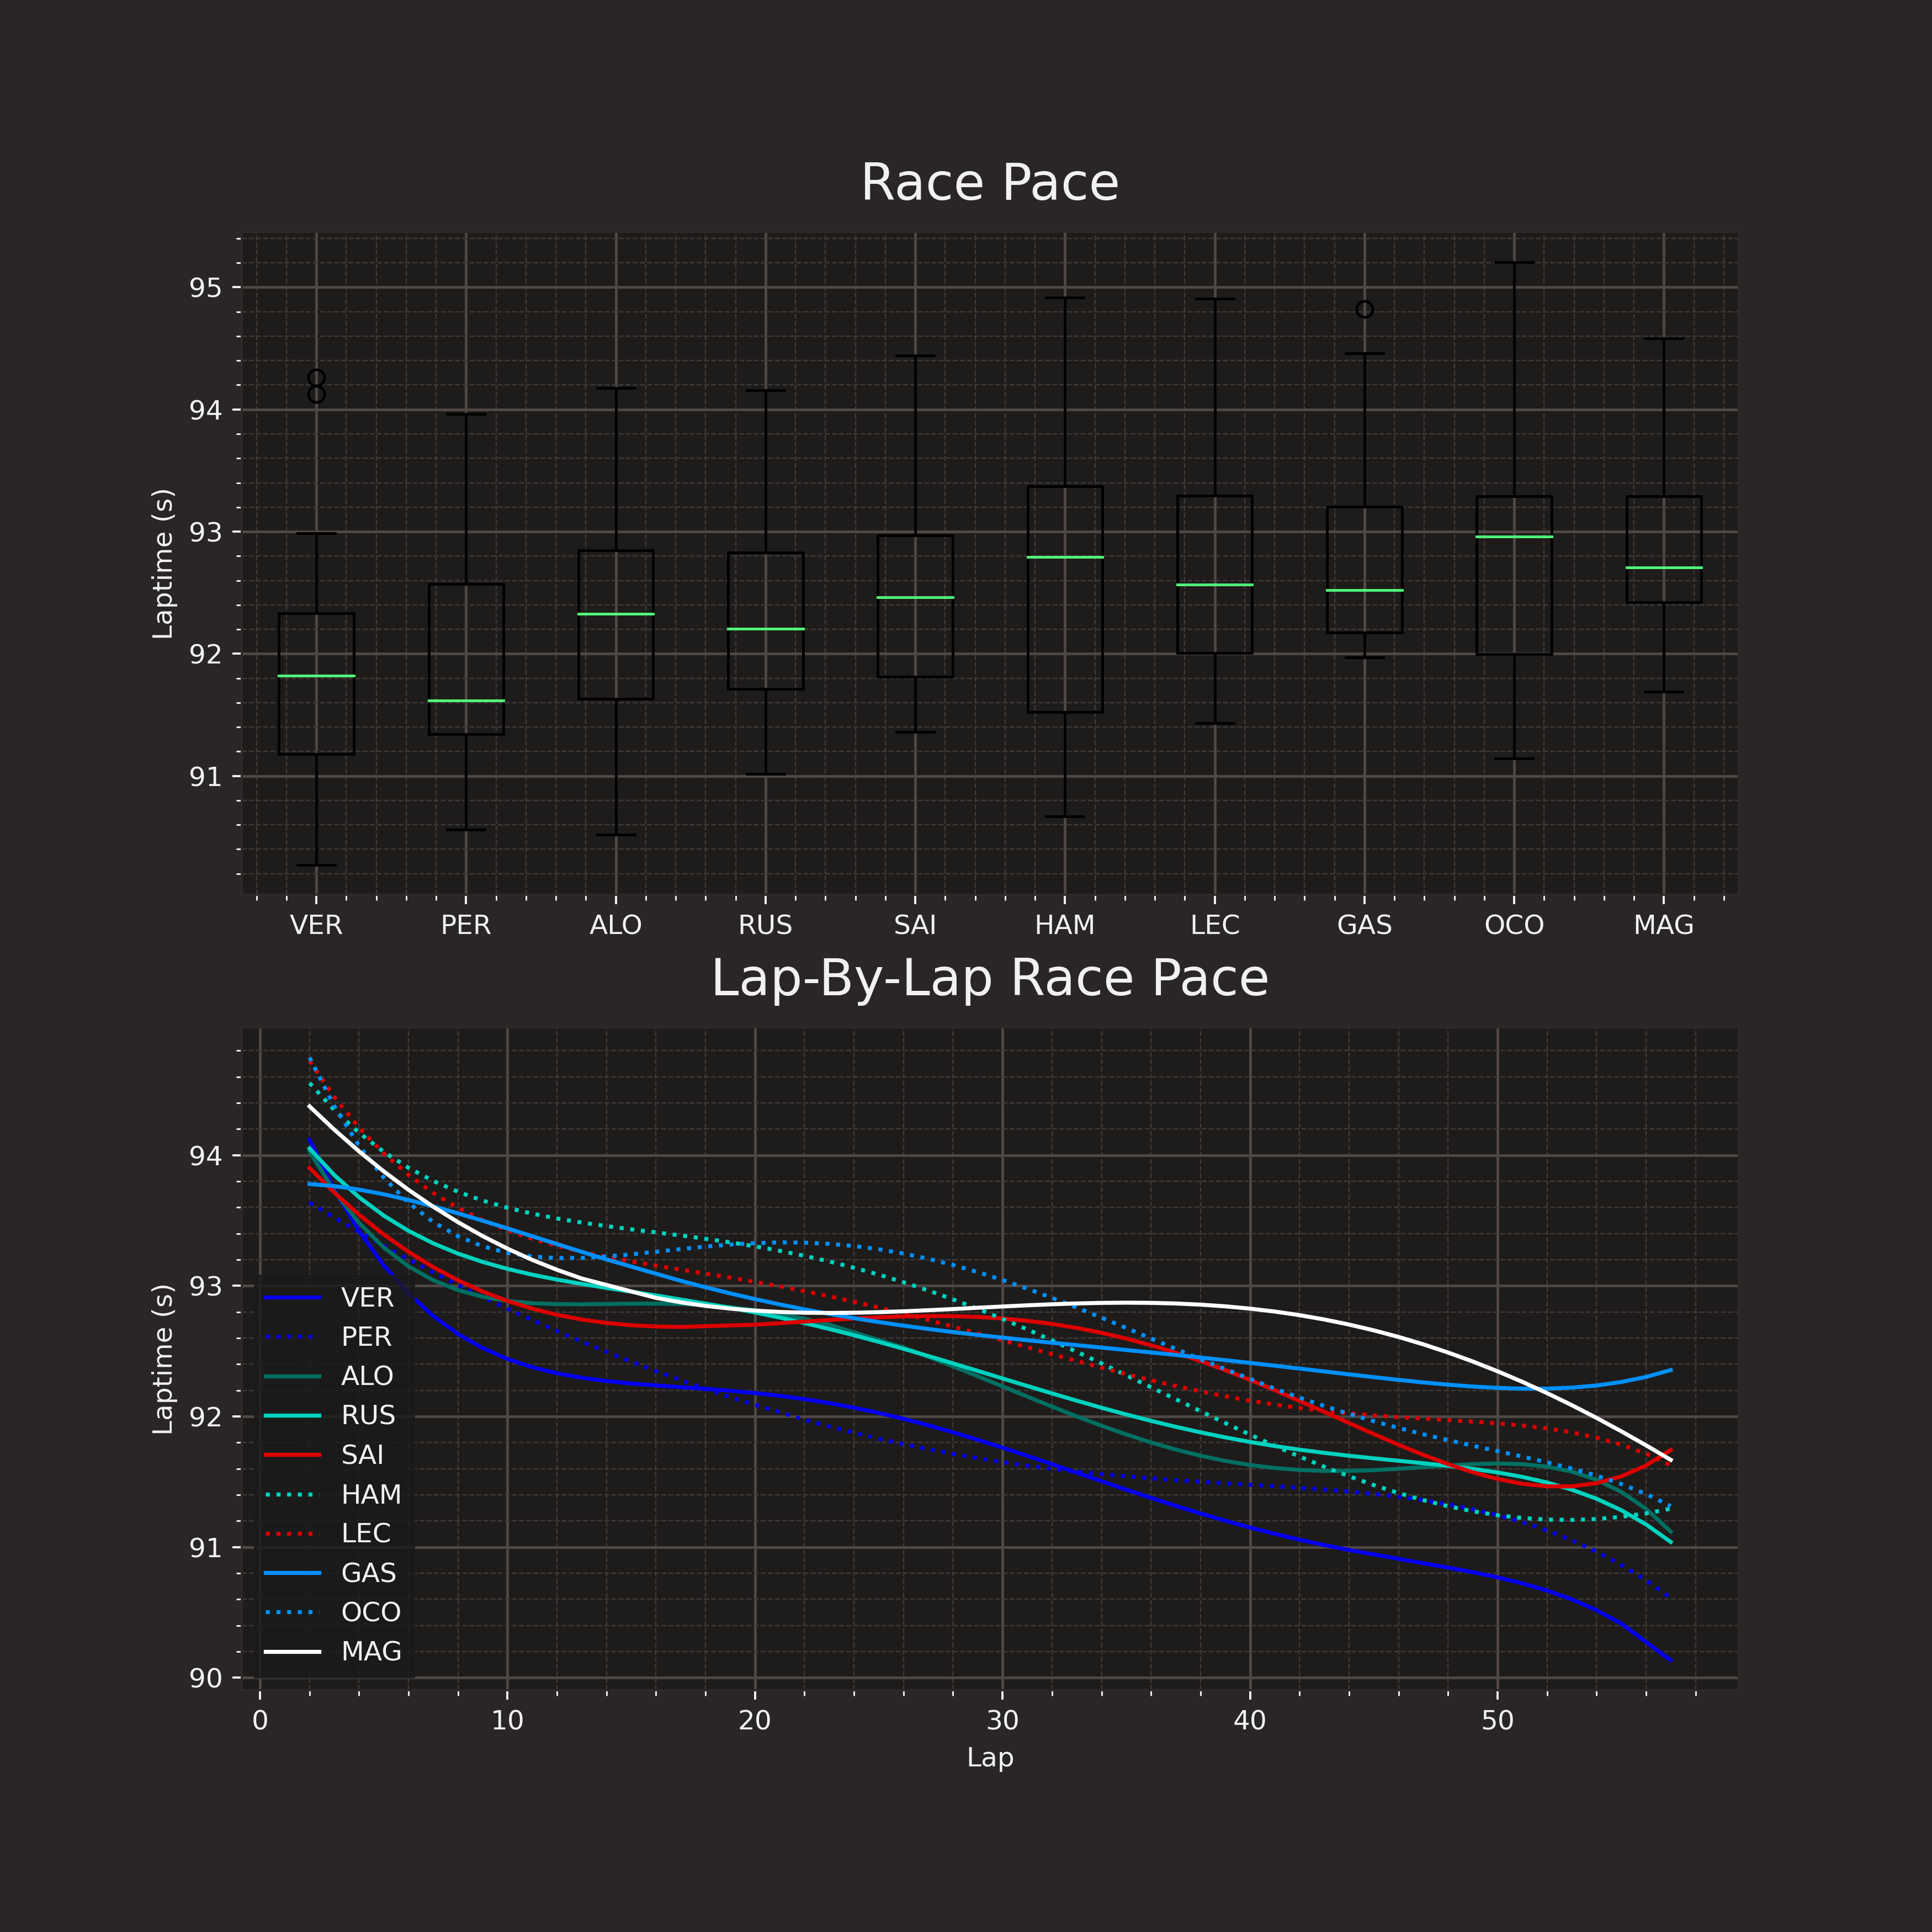 Race Pace
Laptime (s)
95
94
93
92
91
VER PER ALO RUS SAI HAM LEC GAS OCO MAG
Lap-By-Lap Race Pace
Laptime (s)
94
93
92
91
90
VER
PER
ALO
RUS
SAI
HAM
LEC
GAS
OCO
MAG
0 10 20 30 40 50
Lap